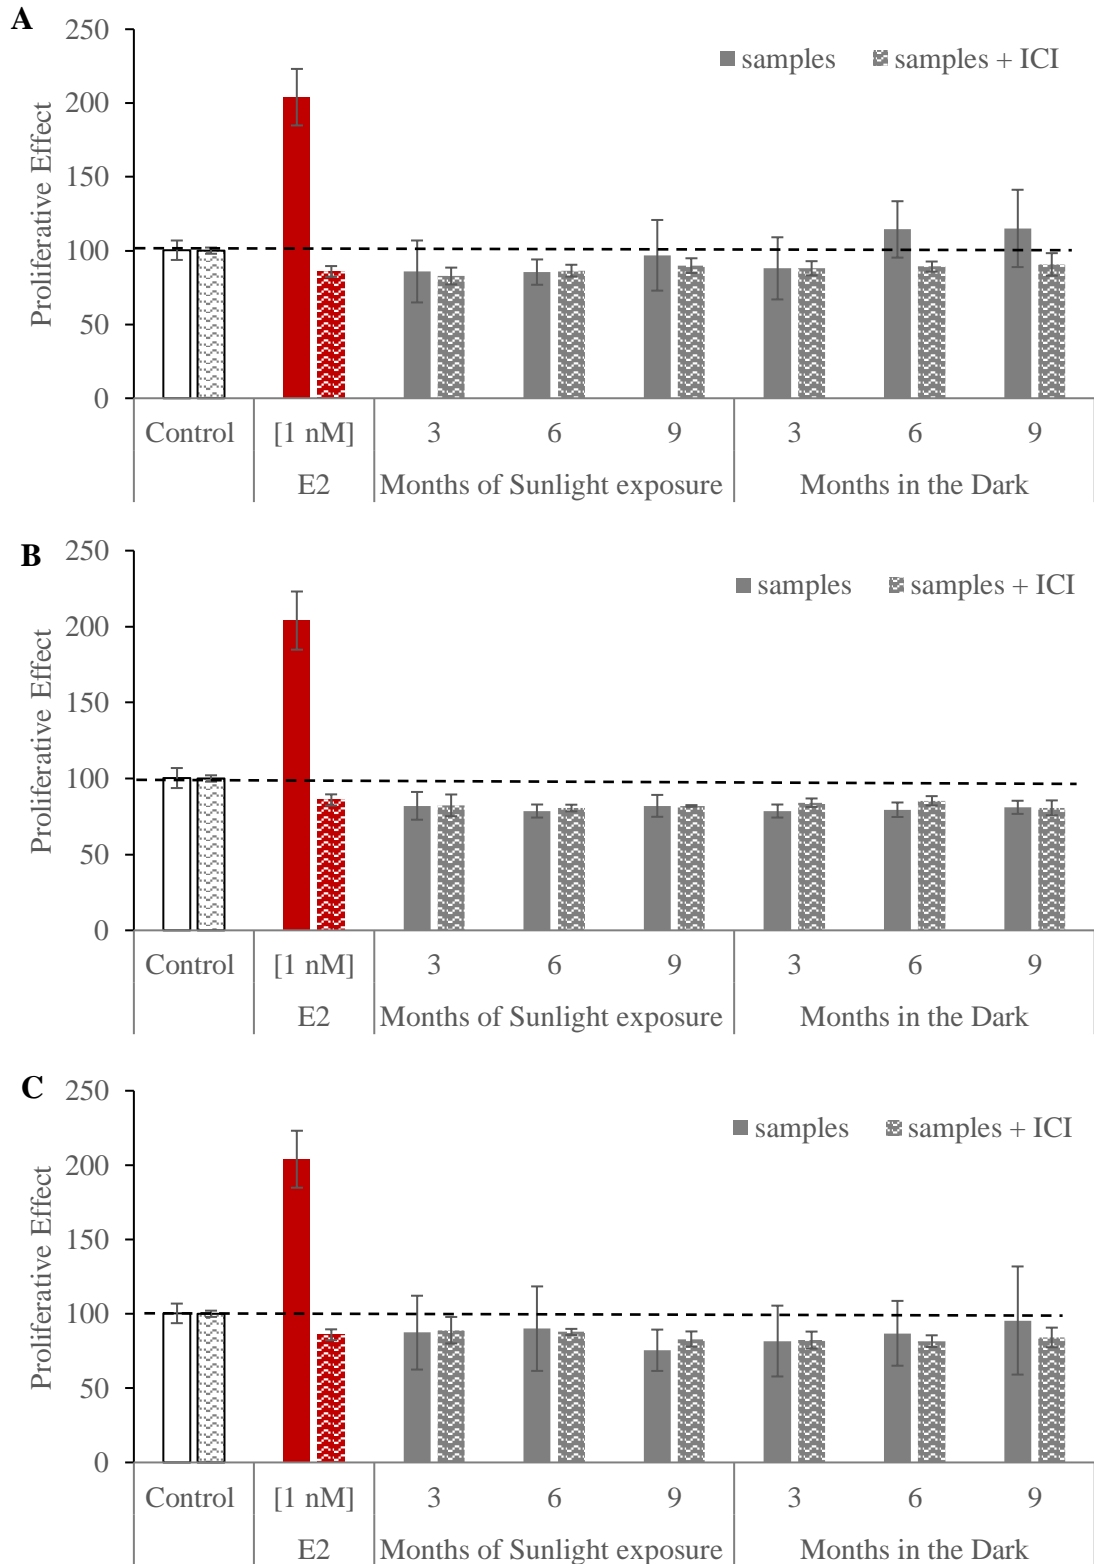 A
250
200
150
100
50
0
Proliferative Effect
samples samples + ICI
Control [1 nM] 3 6 9 3 6 9
E2 Months of Sunlight exposure Months in the Dark
B
250
200
150
100
50
0
Proliferative Effect
samples samples + ICI
Control [1 nM] 3 6 9 3 6 9
E2 Months of Sunlight exposure Months in the Dark
C
250
200
150
100
50
0
Proliferative Effect
samples samples + ICI
Control [1 nM] 3 6 9 3 6 9
E2 Months of Sunlight exposure Months in the Dark